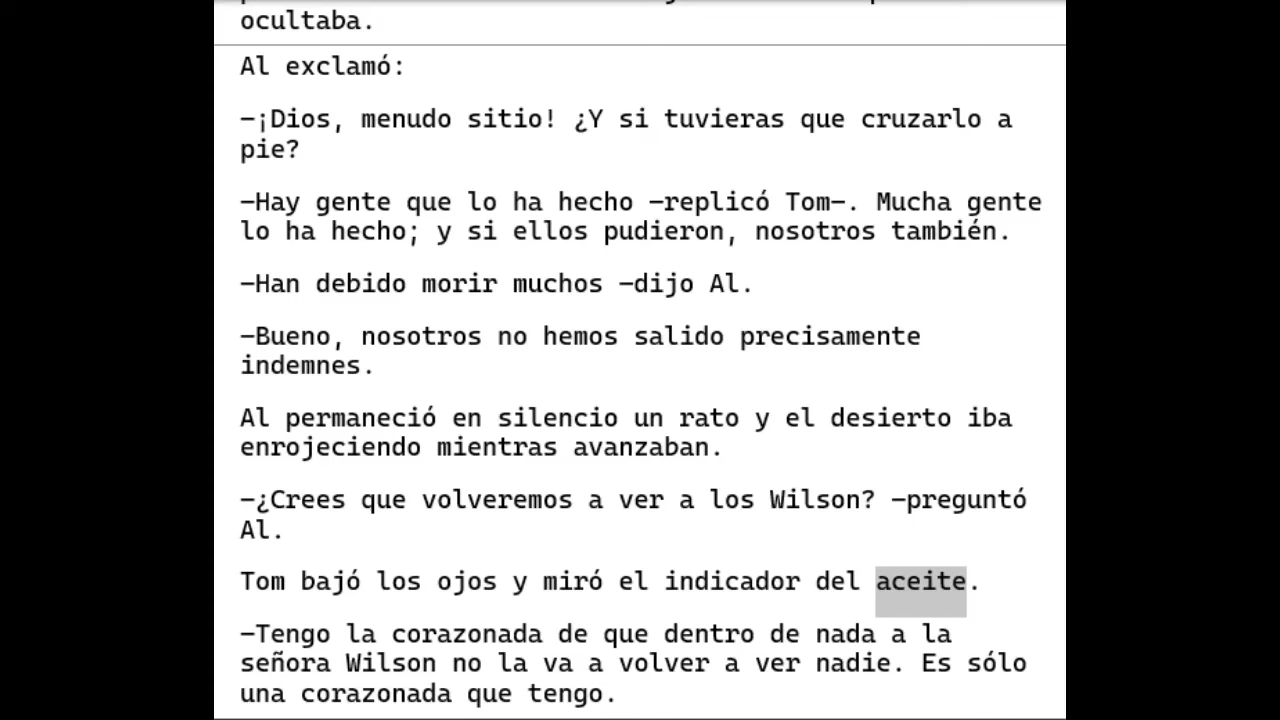 ocultaba.
Al exclamó:
—¡Dios, menudo sitio! ¿Y si tuvieras que cruzarlo a
pie?
—Hay gente que lo ha hecho —replicó Tom—. Mucha gente
lo ha hecho; y si ellos pudieron, nosotros también.
—Han debido morir muchos —dijo Al.
—Bueno, nosotros no hemos salido precisamente
indemnes.
Al permaneció en silencio un rato y el desierto iba
enrojeciendo mientras avanzaban.
—¿Crees que volveremos a ver a los Wilson? —preguntó
Al.
Tom bajó los ojos y miró el indicador del aceite.
—Tengo la corazonada de que dentro de nada a la
señora Wilson no la va a volver a ver nadie. Es sólo
una corazonada que tengo.